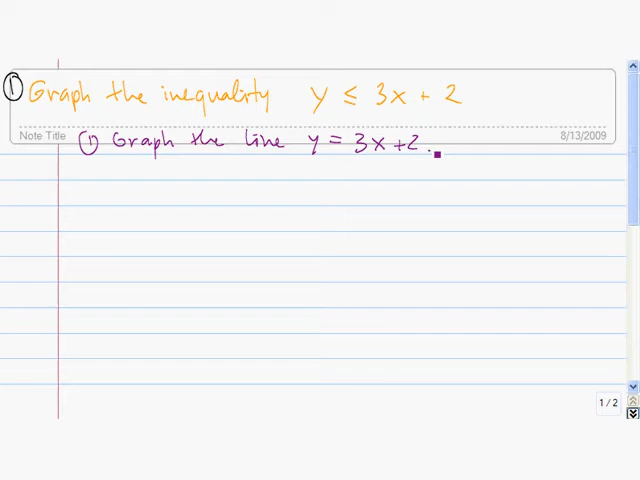 ① Graph the inequality y ≤ 3x + 2
Note Title 8/13/2009
① Graph the line y = 3x +2.
1 / 2